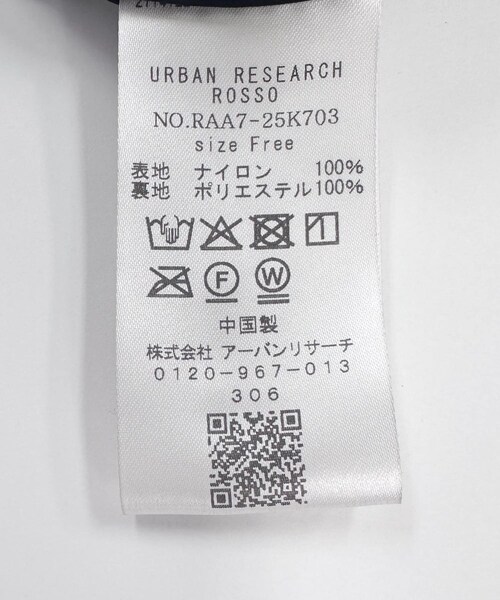 URBAN RESEARCH
ROSSO
NO.RAA7-25K703
size Free
表地 ナイロン 100%
裏地 ポリエステル100%
F W
中国製
株式会社 アーバンリサーチ
0120-967-013
306